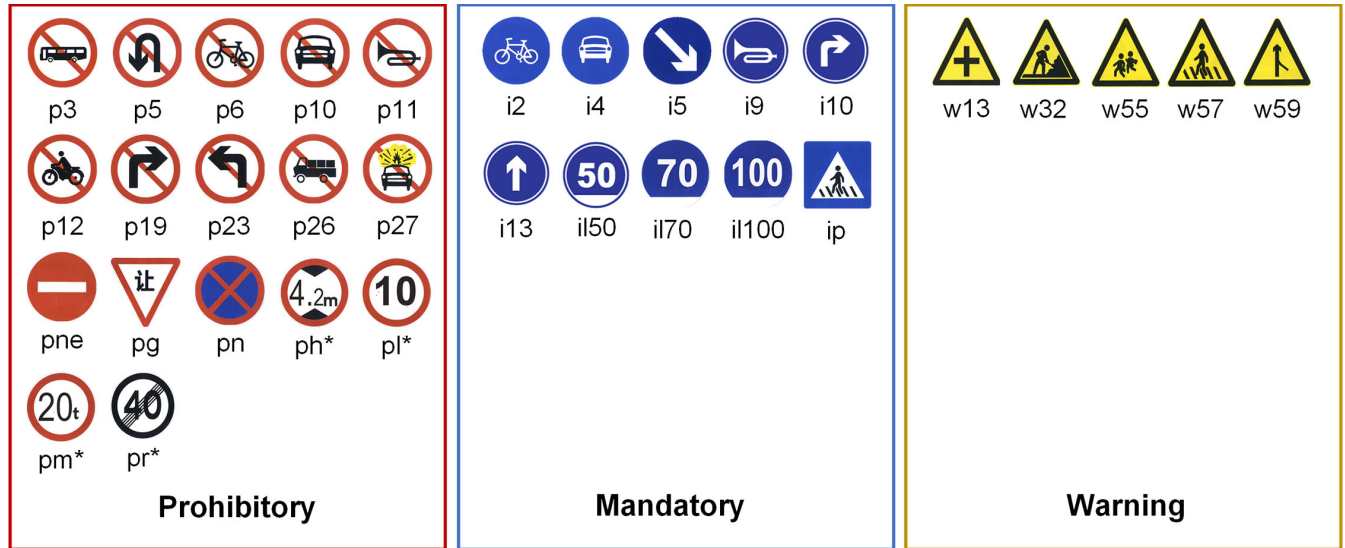 p3 p5 p6 p10 p11
p12 p19 p23 p26 p27
让 4.2m 10
pne pg pn ph* pl*
20t 40
pm* pr*
Prohibitory
i2 i4 i5 i9 i10
50 70 100
i13 il50 il70 il100 ip
Mandatory
w13 w32 w55 w57 w59
Warning